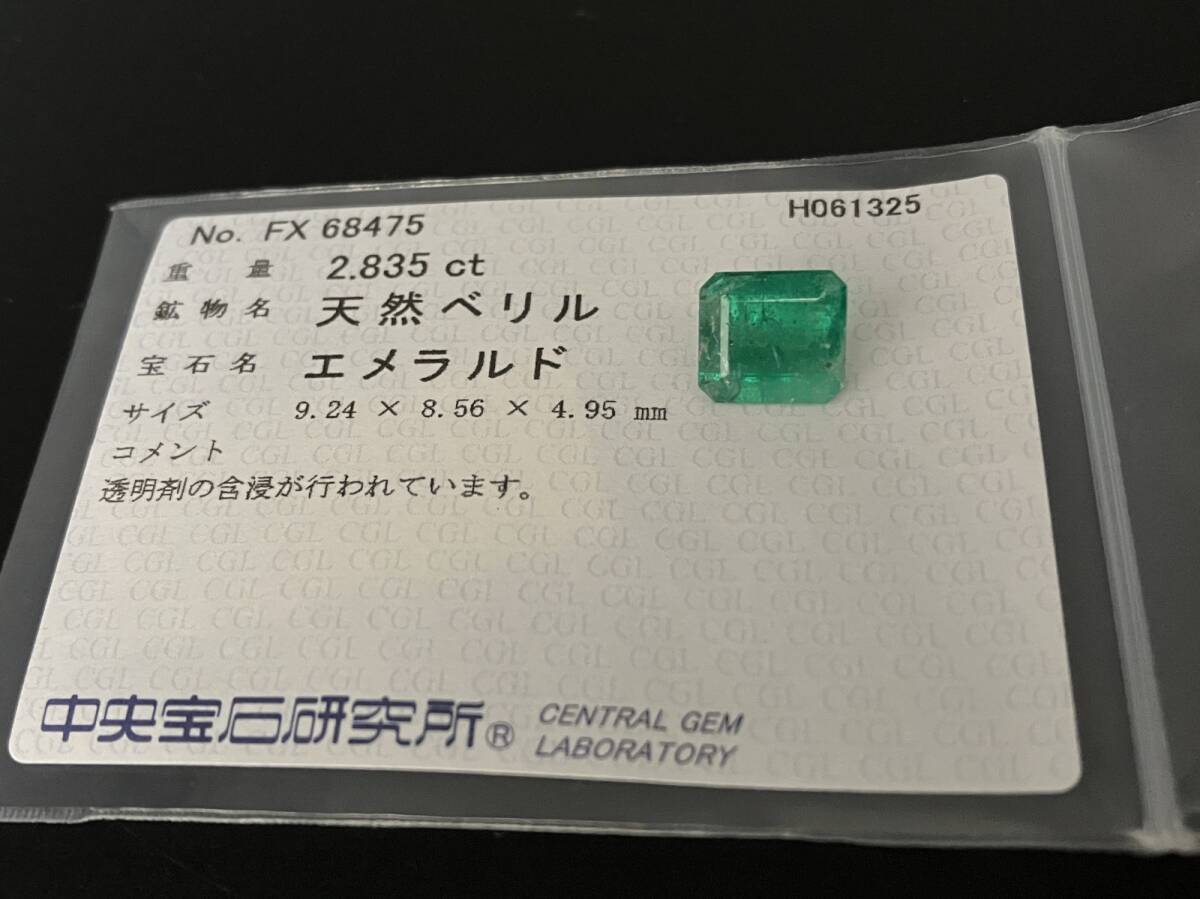 No. FX 68475
H061325
重量 2.835 ct
鉱物名 天然ベリル
宝石名 エメラルド
サイズ 9.24 × 8.56 × 4.95 mm
コメント
透明剤の含浸が行われています。
中央宝石研究所® CENTRAL GEM
LABORATORY